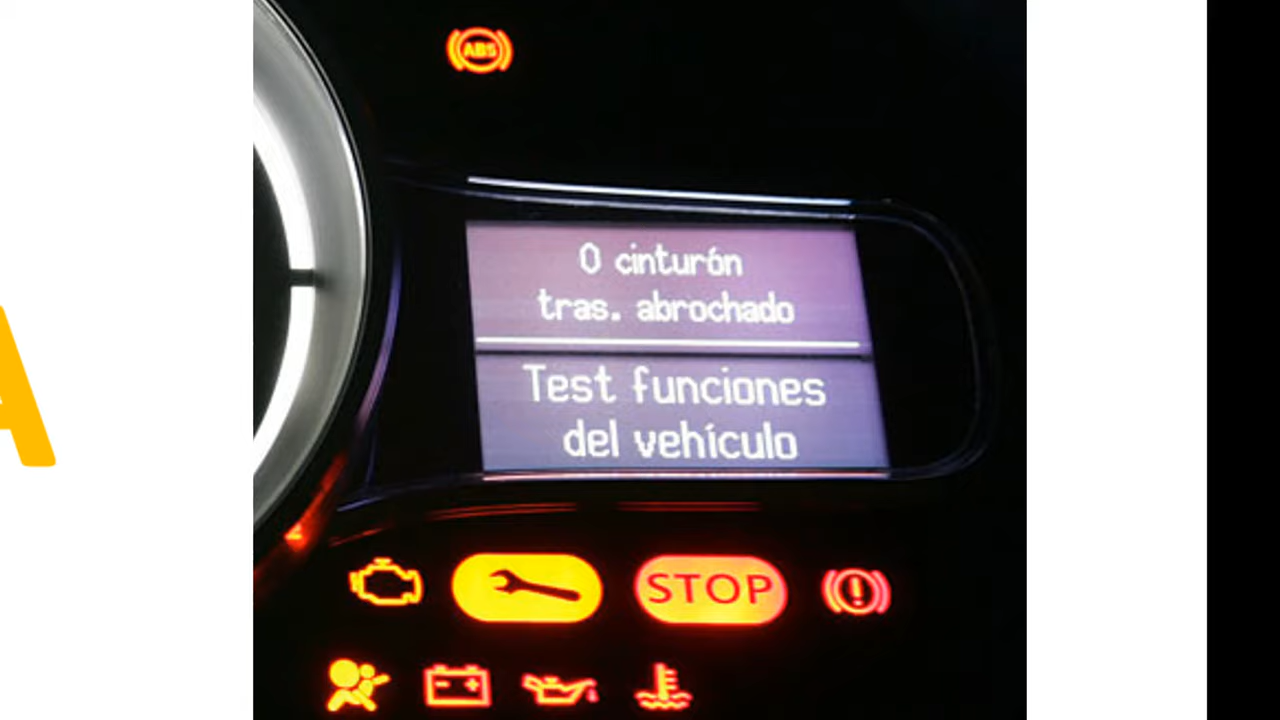 ABS
0 cinturón
tras. abrochado
Test funciones
del vehículo
STOP
A